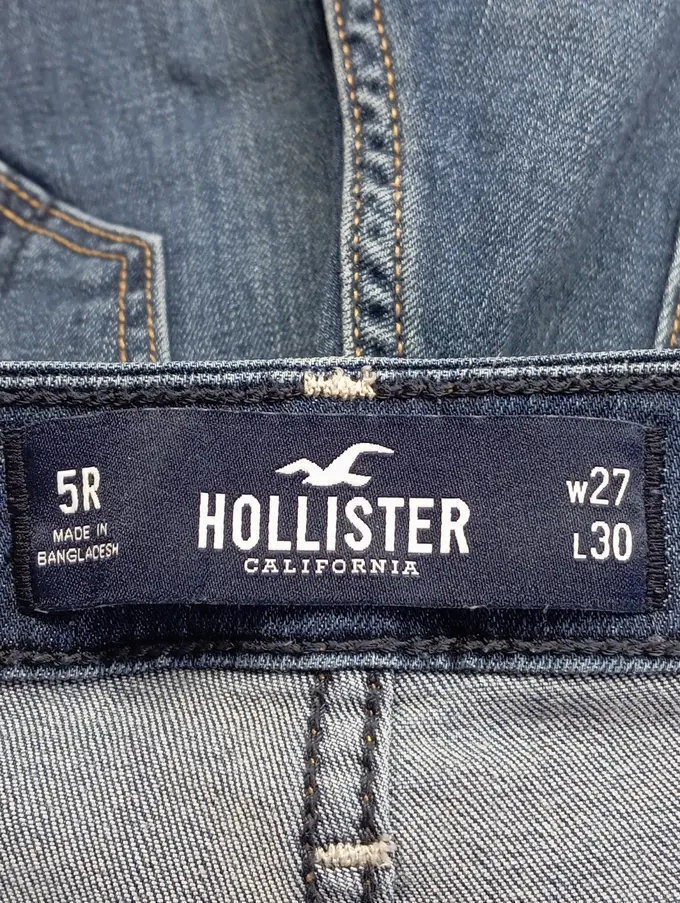 5R
MADE IN
BANGLADESH
HOLLISTER
CALIFORNIA
W27
L30